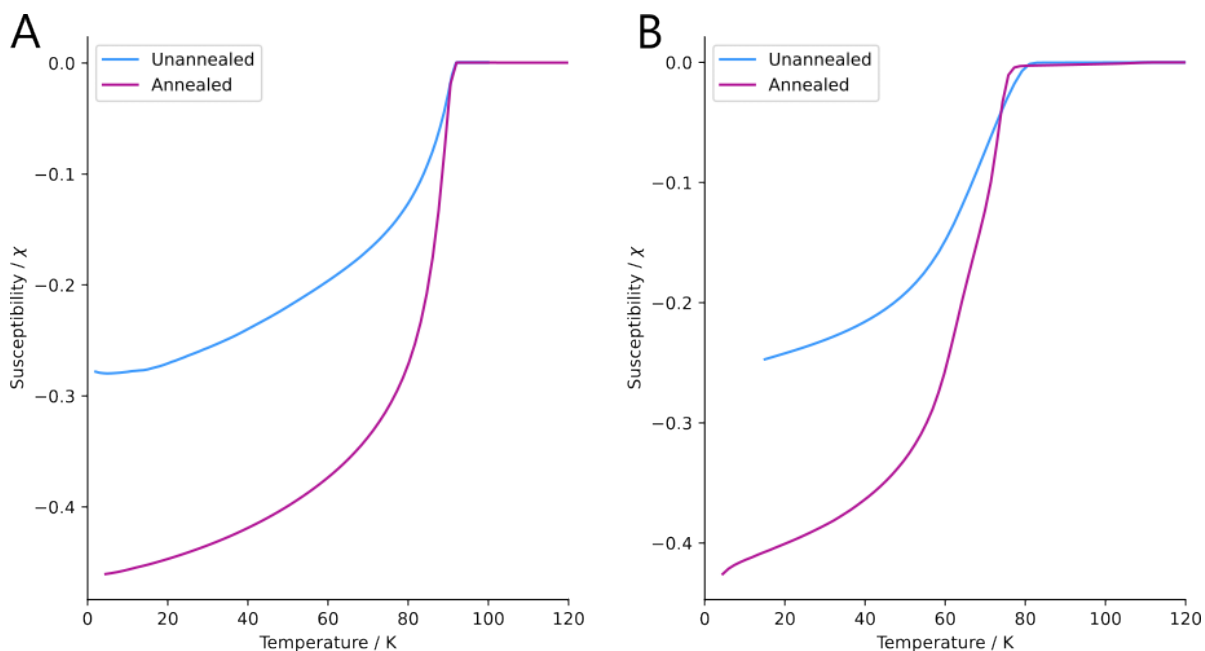 A
Unannealed
Annealed
0.0
−0.1
−0.2
−0.3
−0.4
Susceptibility / χ
0 20 40 60 80 100 120
Temperature / K
B
Unannealed
Annealed
0.0
−0.1
−0.2
−0.3
−0.4
Susceptibility / χ
0 20 40 60 80 100 120
Temperature / K